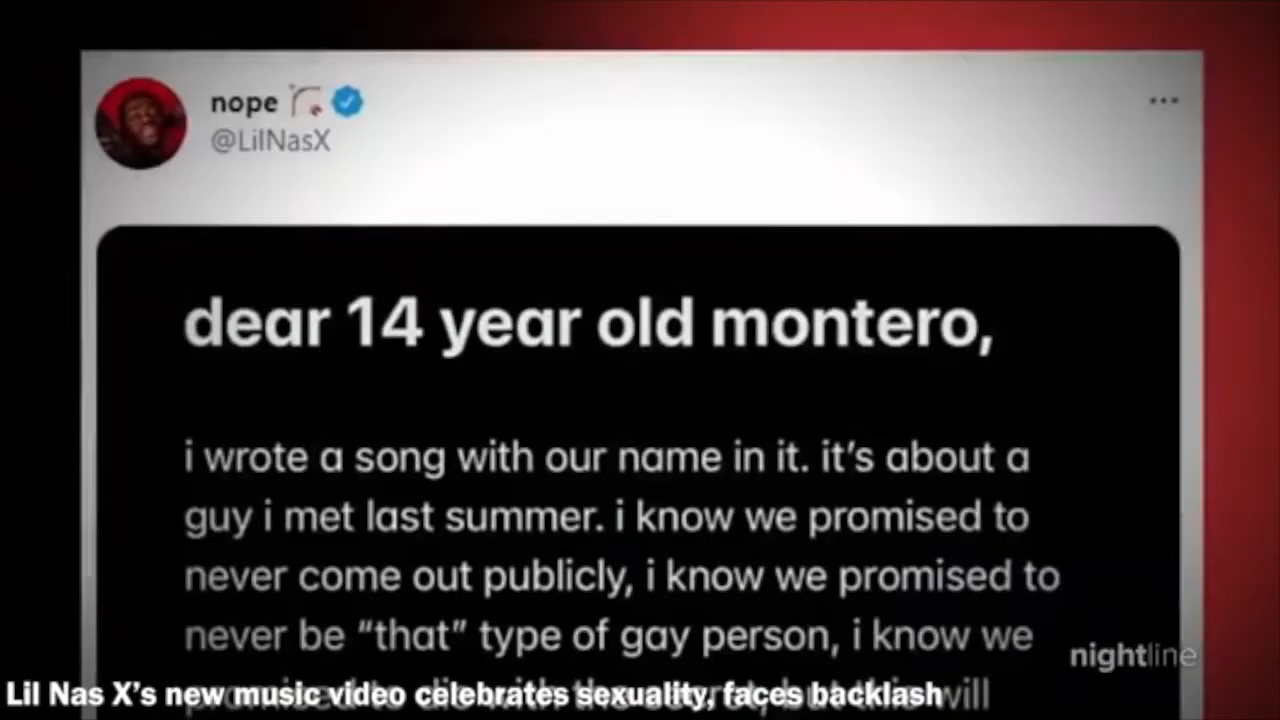 nope
@LilNasX
dear 14 year old montero,
i wrote a song with our name in it. it's about a
guy i met last summer. i know we promised to
never come out publicly, i know we promised to
never be “that” type of gay person, i know we
will
nightline
Lil Nas X's new music video celebrates sexuality, faces backlash